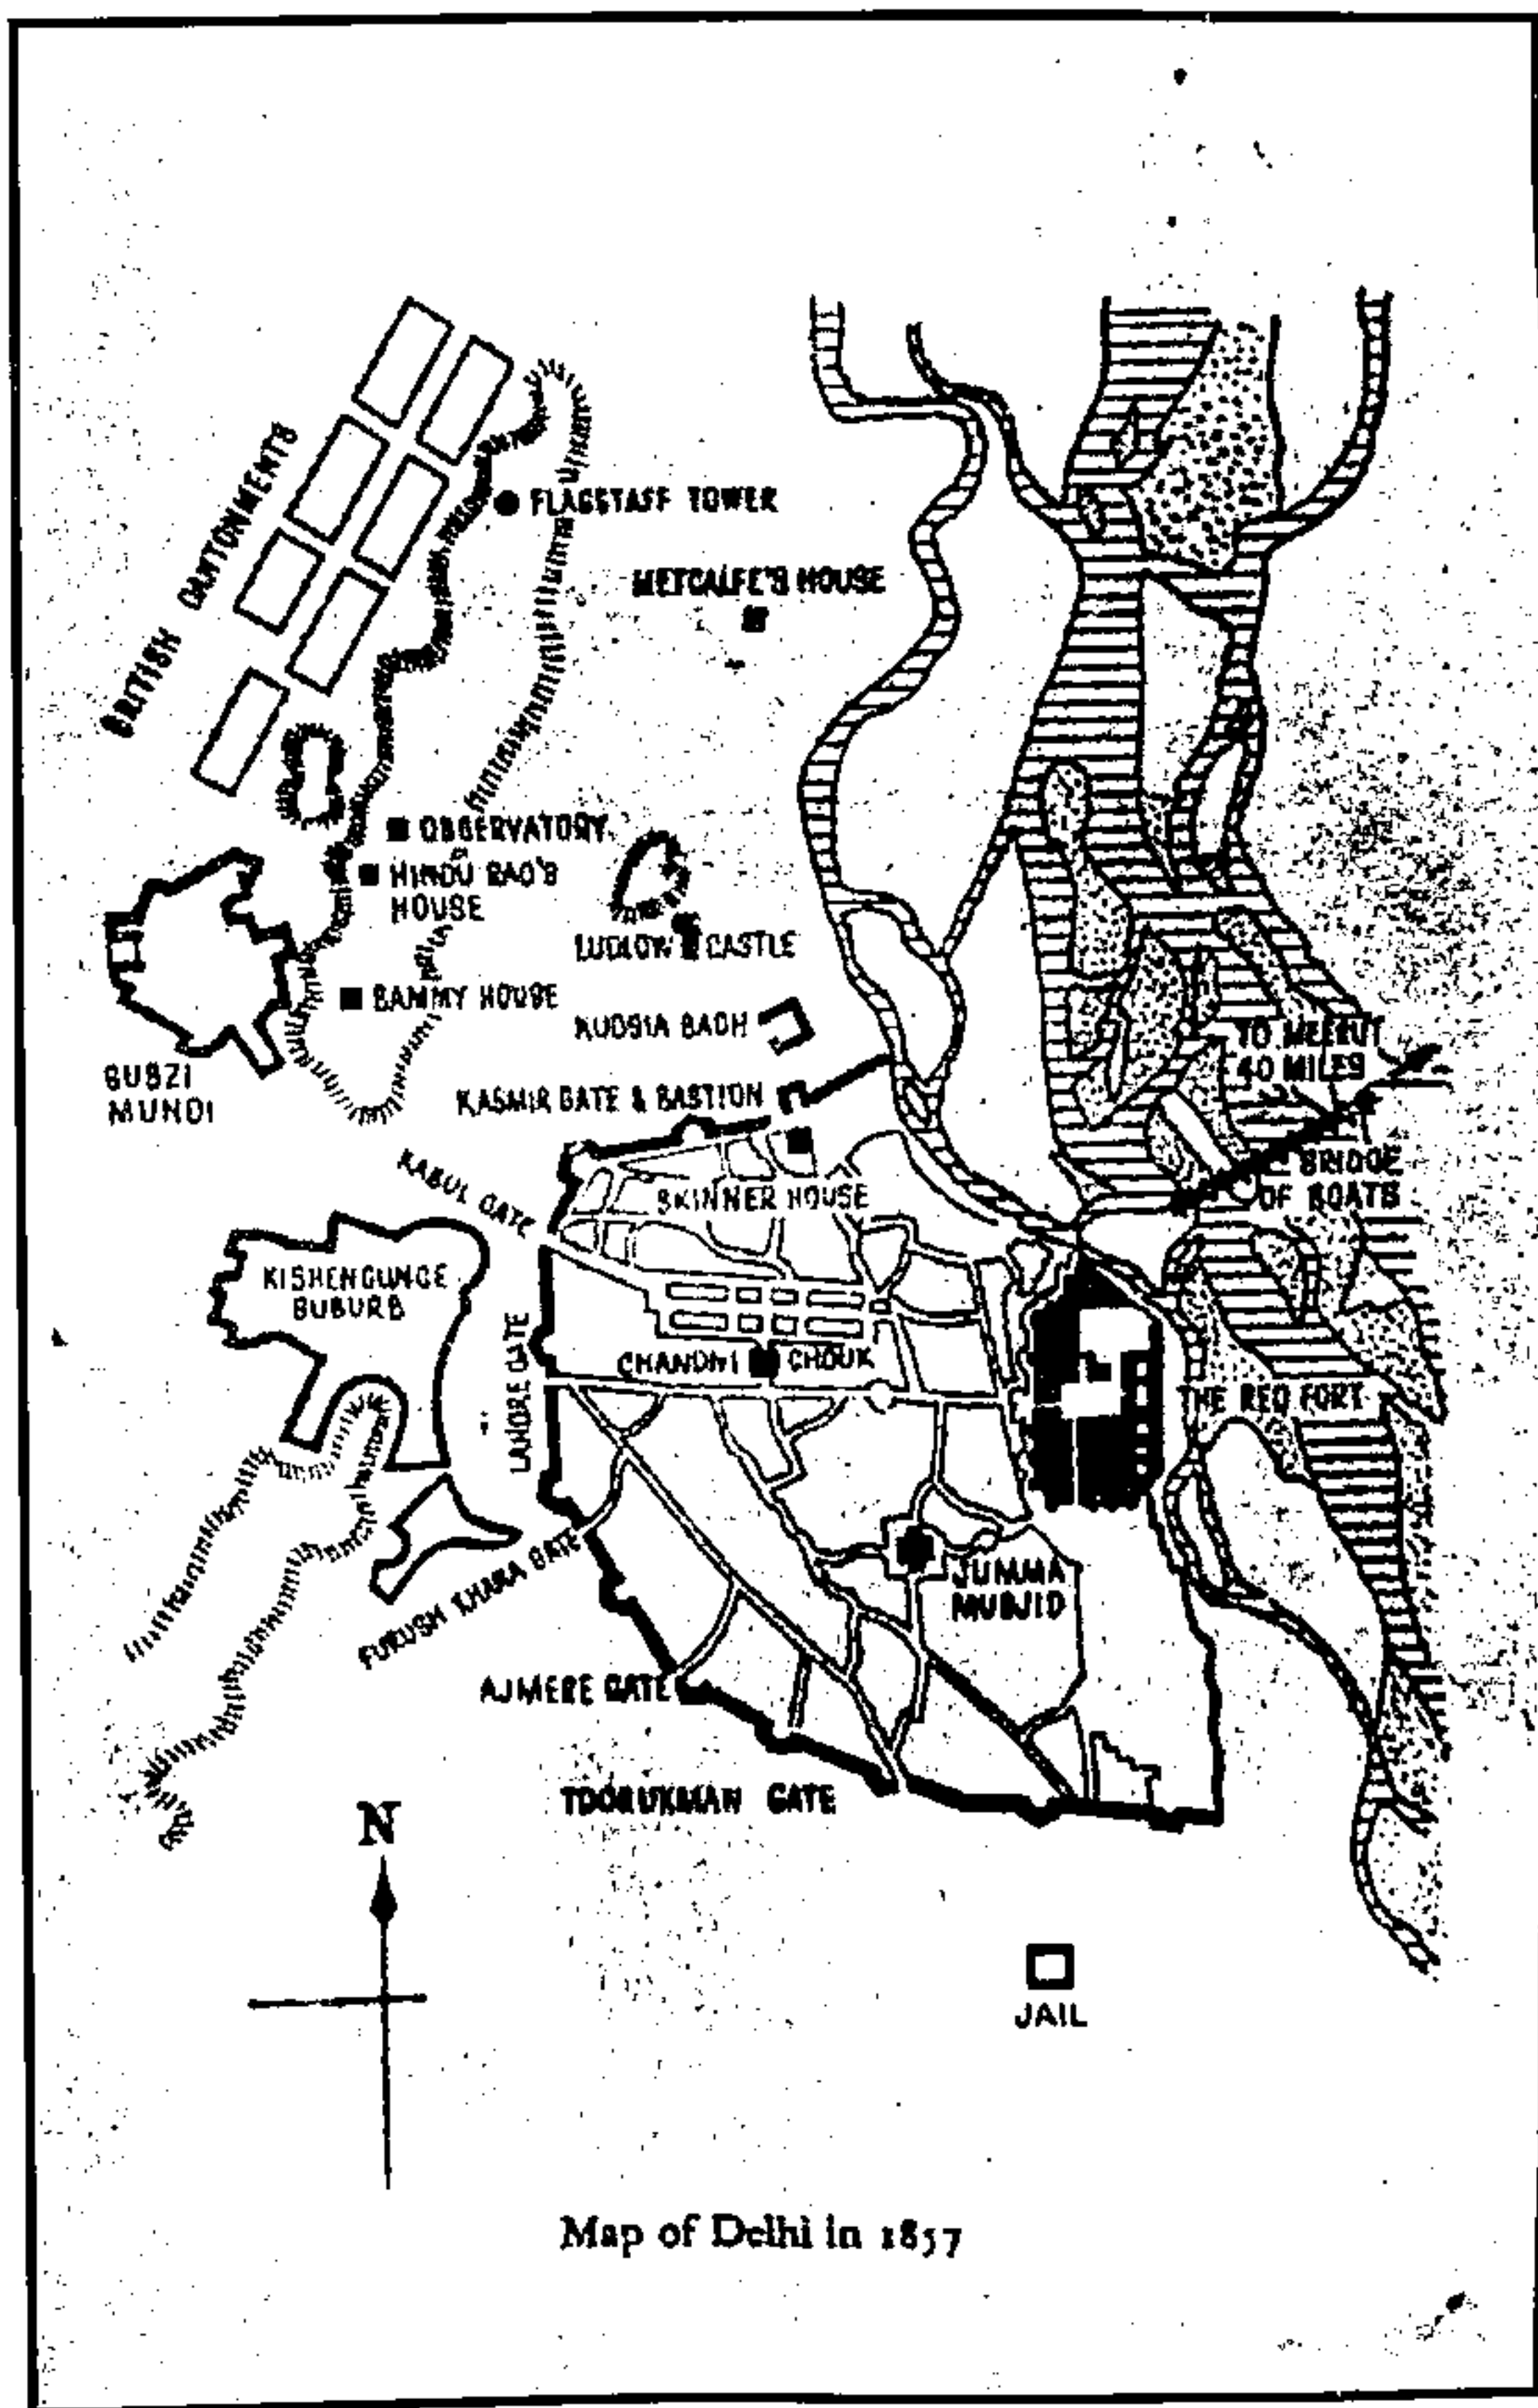 BRITISH CANTONMENTS
FLAGSTAFF TOWER
METCALFE'S HOUSE
OBSERVATORY
HINDU RAO'S
HOUSE
LUDLOW CASTLE
SAMMY HOUSE
KUDSIA BAGH
SUBZI
MUNDI
KASMIR GATE & BASTION
TO MEERUT
40 MILES
BRIDGE
OF BOATS
KABUL GATE
SKINNER HOUSE
KISHENGUNGE
SUBURB
LAHORE GATE
CHANDNI CHOUK
THE RED FORT
FURUSH KHANA GATE
JUMMA
MUSJID
AJMERE GATE
TOORUKMAN GATE
N
JAIL
Map of Delhi in 1857